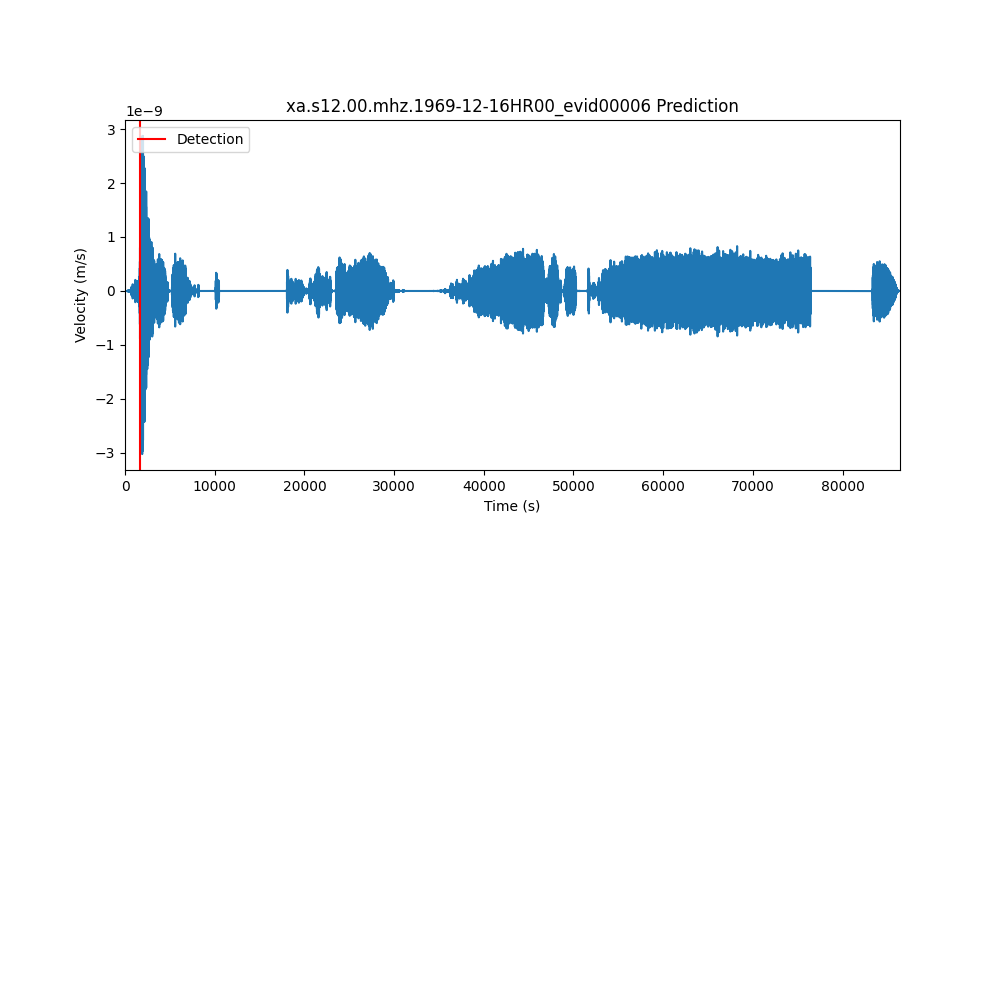 xa.s12.00.mhz.1969-12-16HR00_evid00006 Prediction
1e−9
Detection
3
2
1
0
−1
−2
−3
Velocity (m/s)
0 10000 20000 30000 40000 50000 60000 70000 80000
Time (s)